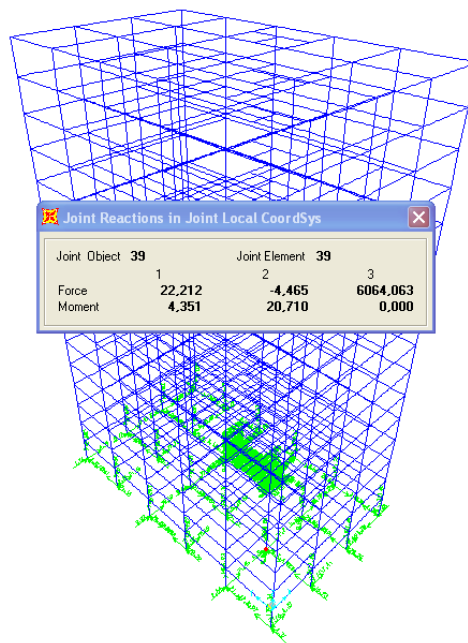 Joint Reactions in Joint Local CoordSys
Joint Object 39 Joint Element 39
1 2 3
Force 22,212 -4,465 6064,063
Moment 4,351 20,710 0,000